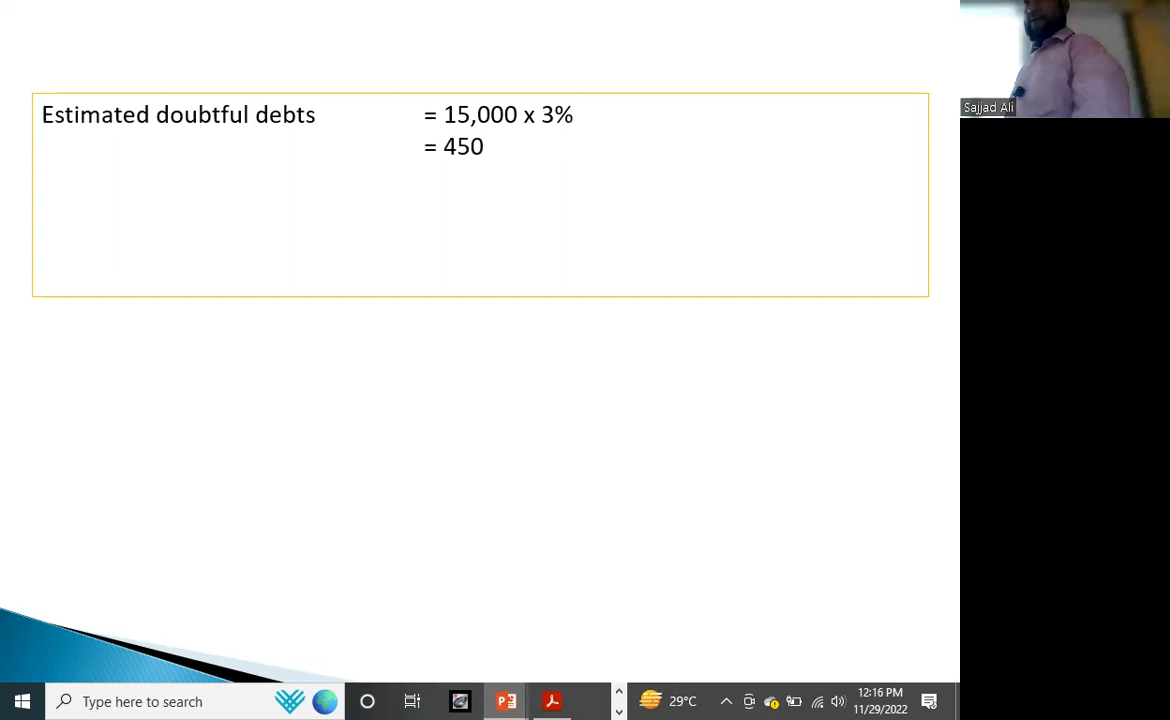 Estimated doubtful debts = 15,000 x 3%
= 450
Sajjad Ali
Type here to search
29°C
12:16 PM
11/29/2022